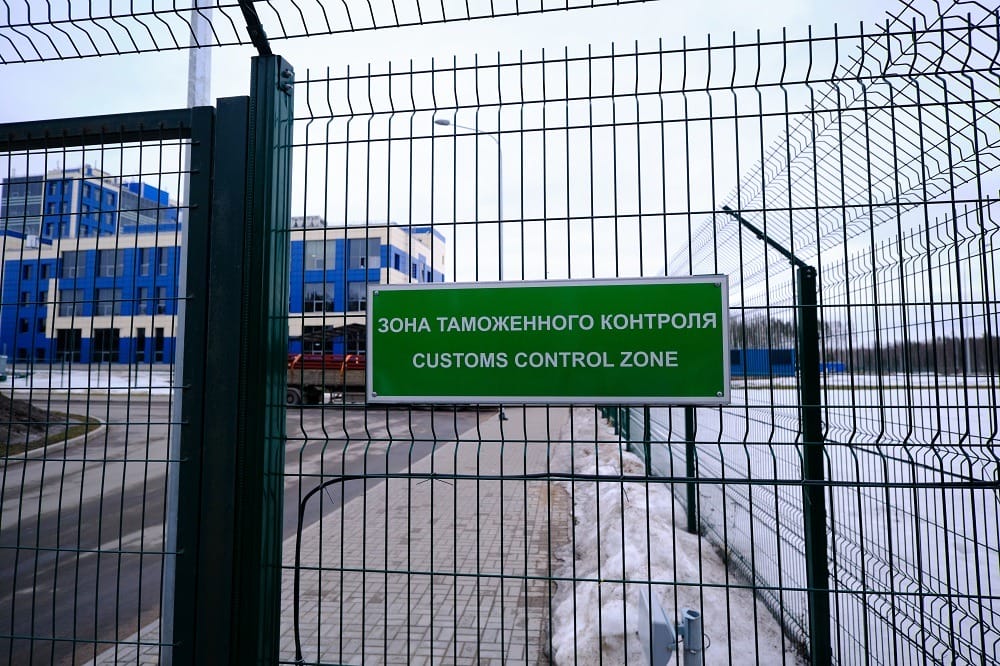 ЗОНА ТАМОЖЕННОГО КОНТРОЛЯ
CUSTOMS CONTROL ZONE